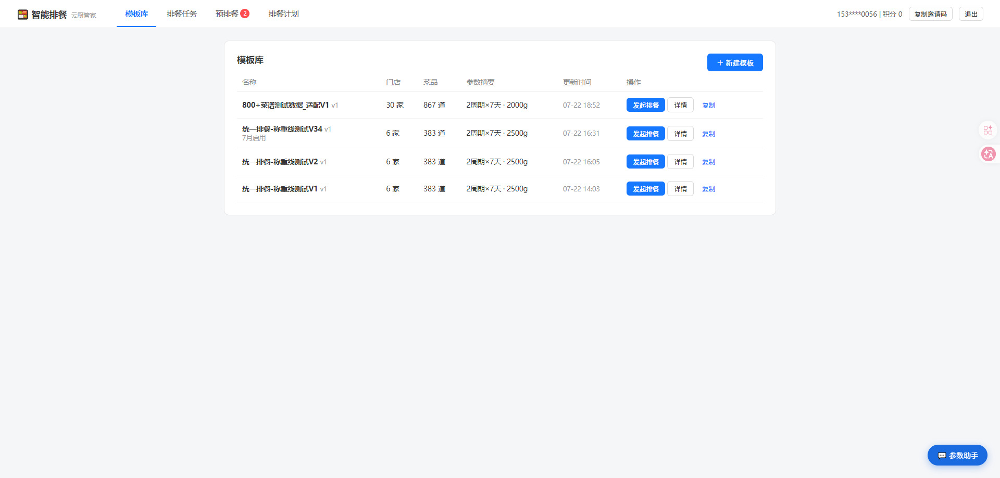 智能排餐 云厨管家 模板库 排餐任务 预排餐 2 排餐计划 153****0056 | 积分 0 复制邀请码 退出
模板库
+ 新建模板
名称 门店 菜品 参数摘要 更新时间 操作
800+菜谱测试数据_适配V1 v1 30 家 867 道 2周期×7天 · 2000g 07-22 18:52 发起排餐 详情 复制
统一排餐-称重线测试V34 v1 6 家 383 道 2周期×7天 · 2500g 07-22 16:31 发起排餐 详情 复制
7月启用
统一排餐-称重线测试V2 v1 6 家 383 道 2周期×7天 · 2500g 07-22 16:05 发起排餐 详情 复制
统一排餐-称重线测试V1 v1 6 家 383 道 2周期×7天 · 2500g 07-22 14:03 发起排餐 详情 复制
参数助手